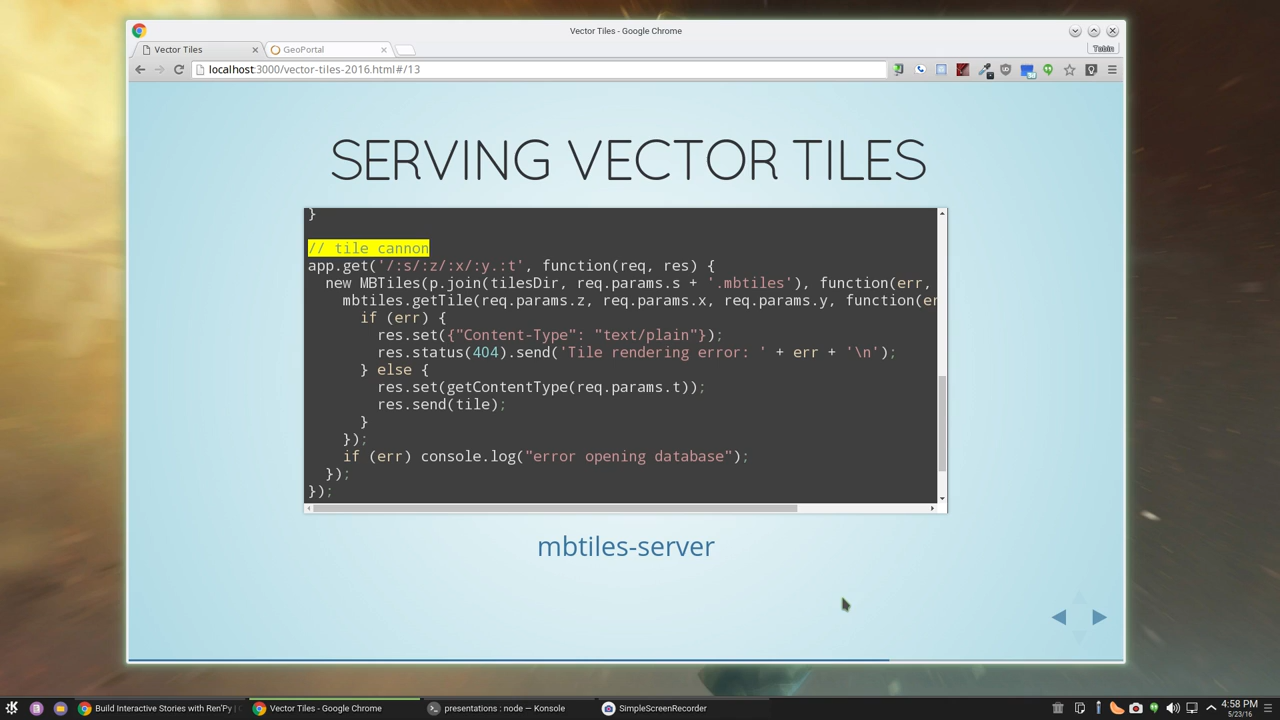 Vector Tiles - Google Chrome
Vector Tiles
GeoPortal
Tobin
localhost:3000/vector-tiles-2016.html#/13
SERVING VECTOR TILES
}
// tile cannon
app.get('/:s/:z/:x/:y.:t', function(req, res) {
new MBTiles(p.join(tilesDir, req.params.s + '.mbtiles'), function(err,
mbtiles.getTile(req.params.z, req.params.x, req.params.y, function(er
if (err) {
res.set({"Content-Type": "text/plain"});
res.status(404).send('Tile rendering error: ' + err + '\n');
} else {
res.set(getContentType(req.params.t));
res.send(tile);
}
});
if (err) console.log("error opening database");
});
});
mbtiles-server
Build Interactive Stories with Ren'Py |
Vector Tiles - Google Chrome
presentations : node — Konsole
SimpleScreenRecorder
4:58 PM
5/23/16